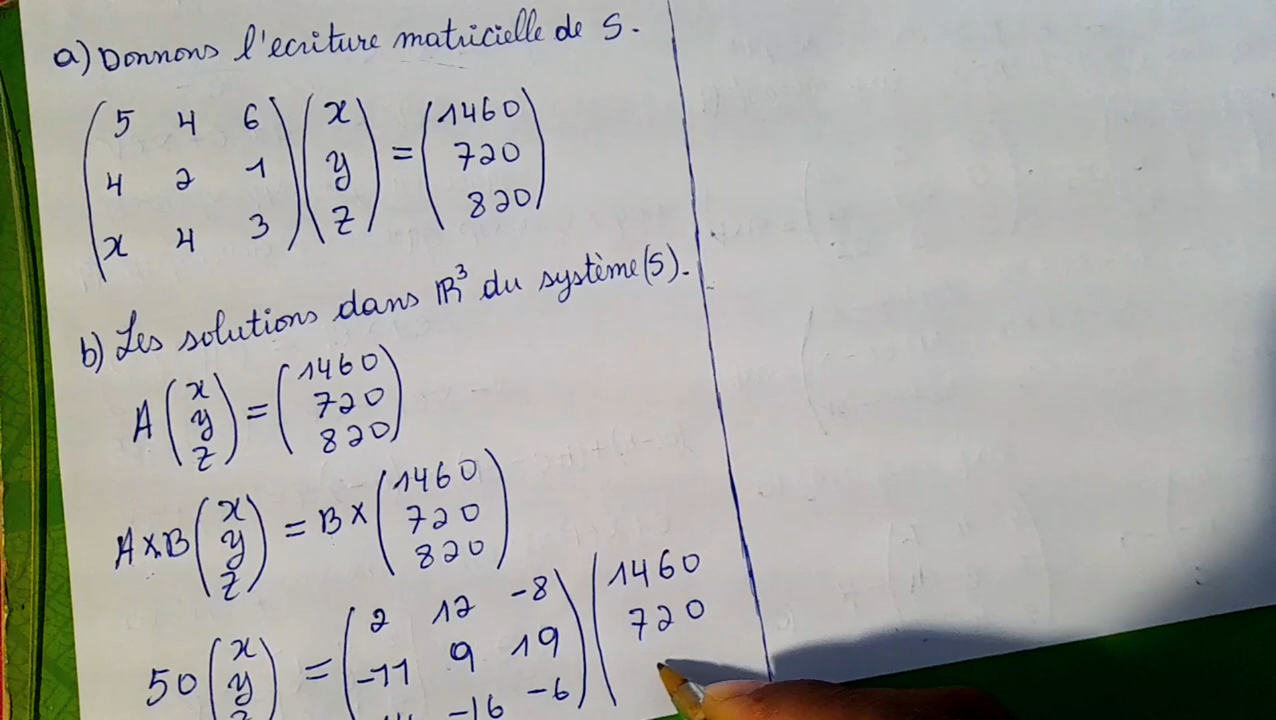 a) Donnons l'ecriture matricielle de S.
(5 4 6) (x) = (1460)
(4 2 1) (y) (720)
(x 4 3) (z) (820)
b) Les solutions dans ℝ³ du système (S).
A (x y z) = (1460 720 820)
A×B (x y z) = B × (1460 720 820)
50 (x y z) = (2 12 -8) (1460
(-11 9 19) 720
-16 -6)